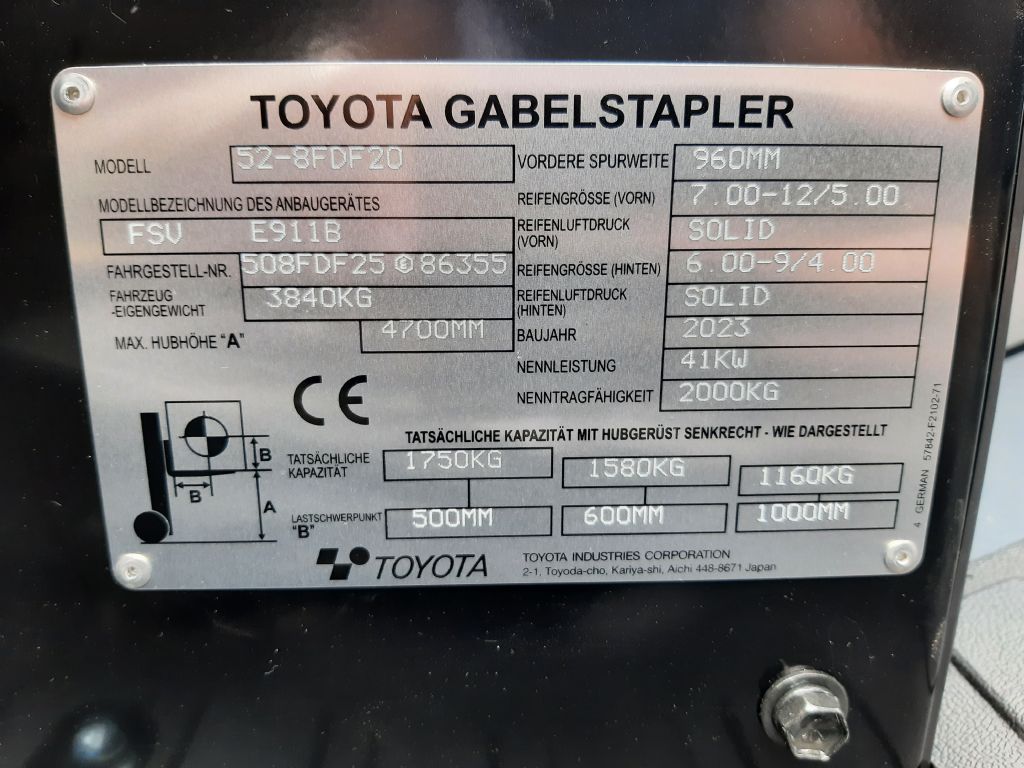 TOYOTA GABELSTAPLER
MODELL 52-8FDF20
MODELLBEZEICHNUNG DES ANBAUGERÄTES
FSV E911B
FAHRGESTELL-NR. 508FDF25 E 86355
FAHRZEUG
-EIGENGEWICHT 3840KG
MAX. HUBHÖHE "A" 4700MM
VORDERE SPURWEITE 960MM
REIFENGRÖSSE (VORN) 7.00-12/5.00
REIFENLUFTDRUCK
(VORN) SOLID
REIFENGRÖSSE (HINTEN) 6.00-9/4.00
REIFENLUFTDRUCK
(HINTEN) SOLID
BAUJAHR 2023
NENNLEISTUNG 41KW
NENNTRAGFÄHIGKEIT 2000KG
CE
TATSÄCHLICHE KAPAZITÄT MIT HUBGERÜST SENKRECHT - WIE DARGESTELLT
B
B
A
TATSÄCHLICHE
KAPAZITÄT 1750KG 1580KG 1160KG
LASTSCHWERPUNKT
"B" 500MM 600MM 1000MM
TOYOTA
TOYOTA INDUSTRIES CORPORATION
2-1, Toyoda-cho, Kariya-shi, Aichi 448-8671 Japan
4 GERMAN 57842-F2102-71